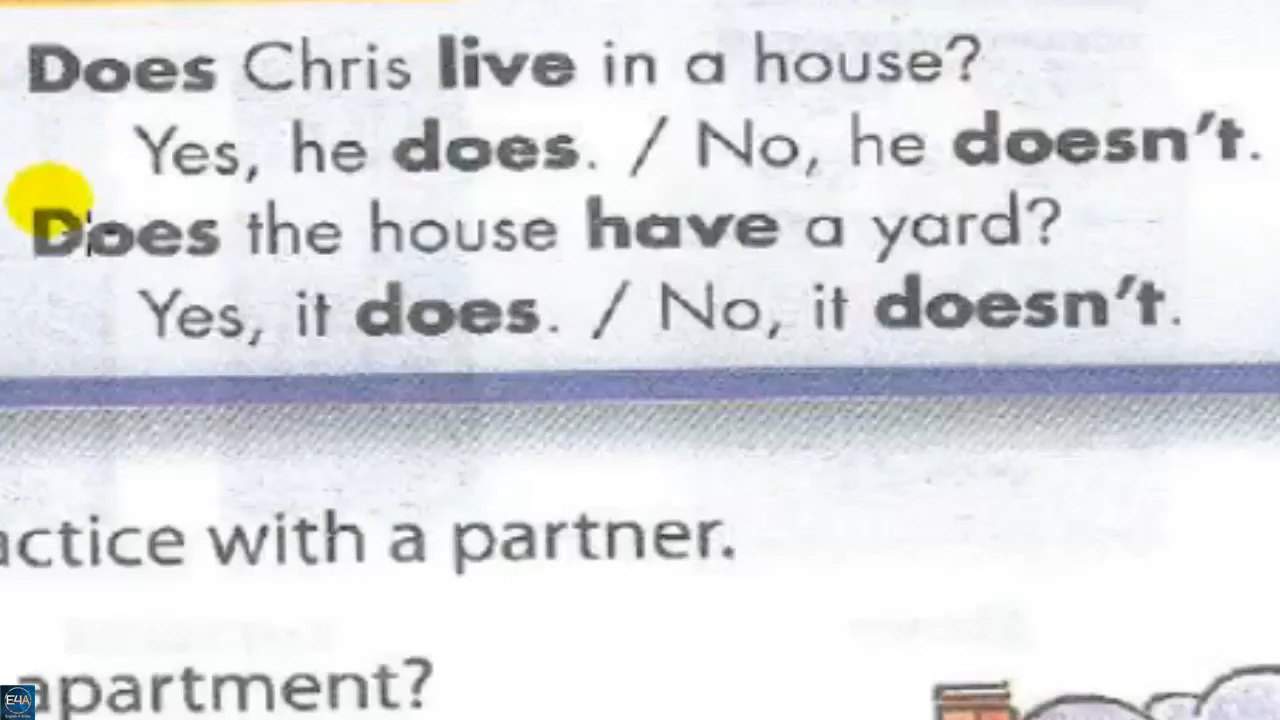 Does Chris live in a house?
Yes, he does. / No, he doesn't.
Does the house have a yard?
Yes, it does. / No, it doesn't.
actice with a partner.
apartment?
E4A